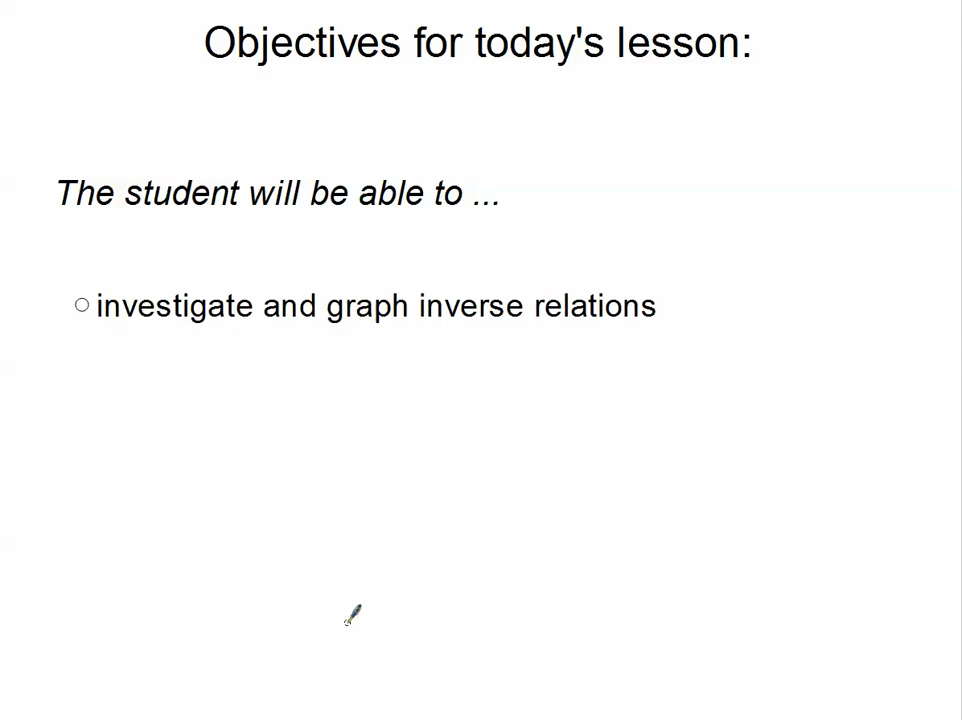 Objectives for today's lesson:
The student will be able to ...
○ investigate and graph inverse relations